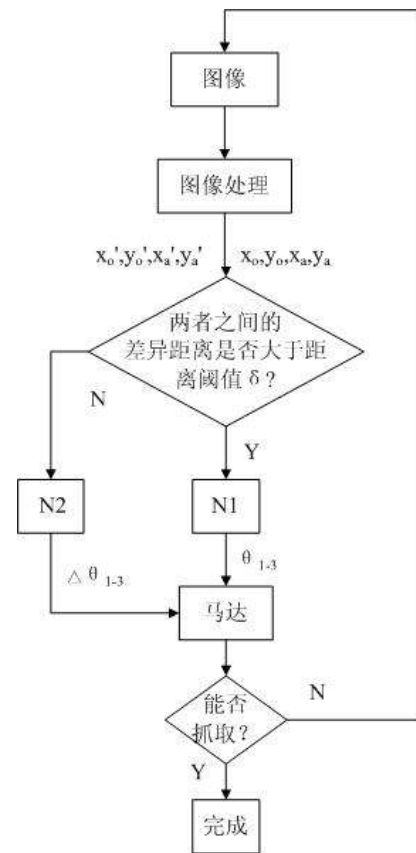 图像
图像处理
xo',yo',xa',ya'
xo,yo,xa,ya
两者之间的
差异距离是否大于距
离阈值δ?
N
Y
N2
N1
△θ1-3
θ1-3
马达
能否
抓取?
N
Y
完成